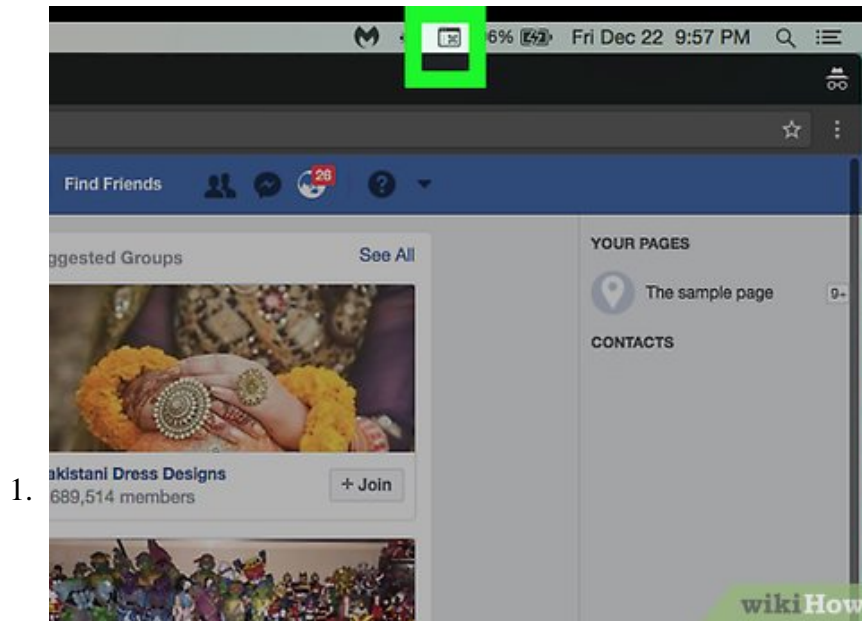 6% Fri Dec 22 9:57 PM
Find Friends 26 ?
ggested Groups See All
YOUR PAGES
The sample page 9+
CONTACTS
akistani Dress Designs
689,514 members
+ Join
1.
wikiHow